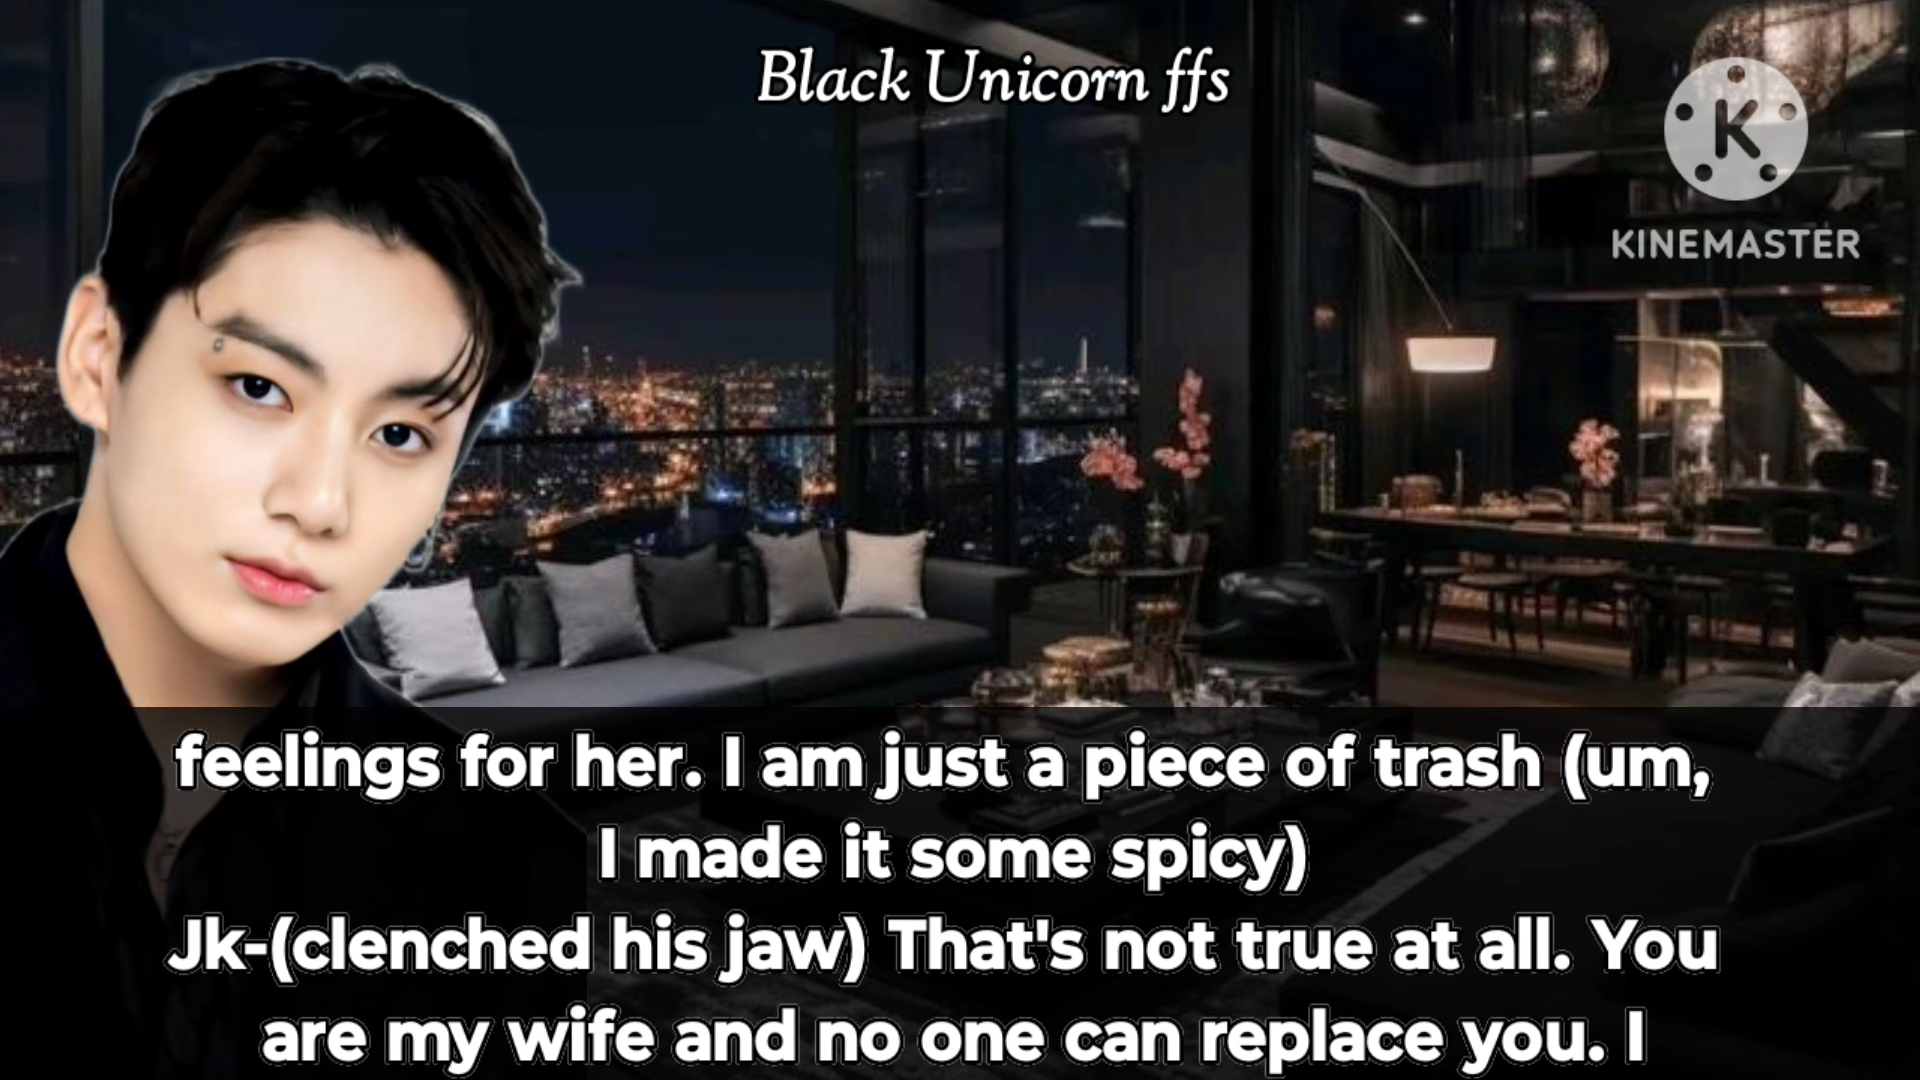 Black Unicorn ffs
K
KINEMASTER
feelings for her. I am just a piece of trash (um,
I made it some spicy)
Jk-(clenched his jaw) That's not true at all. You
are my wife and no one can replace you. I